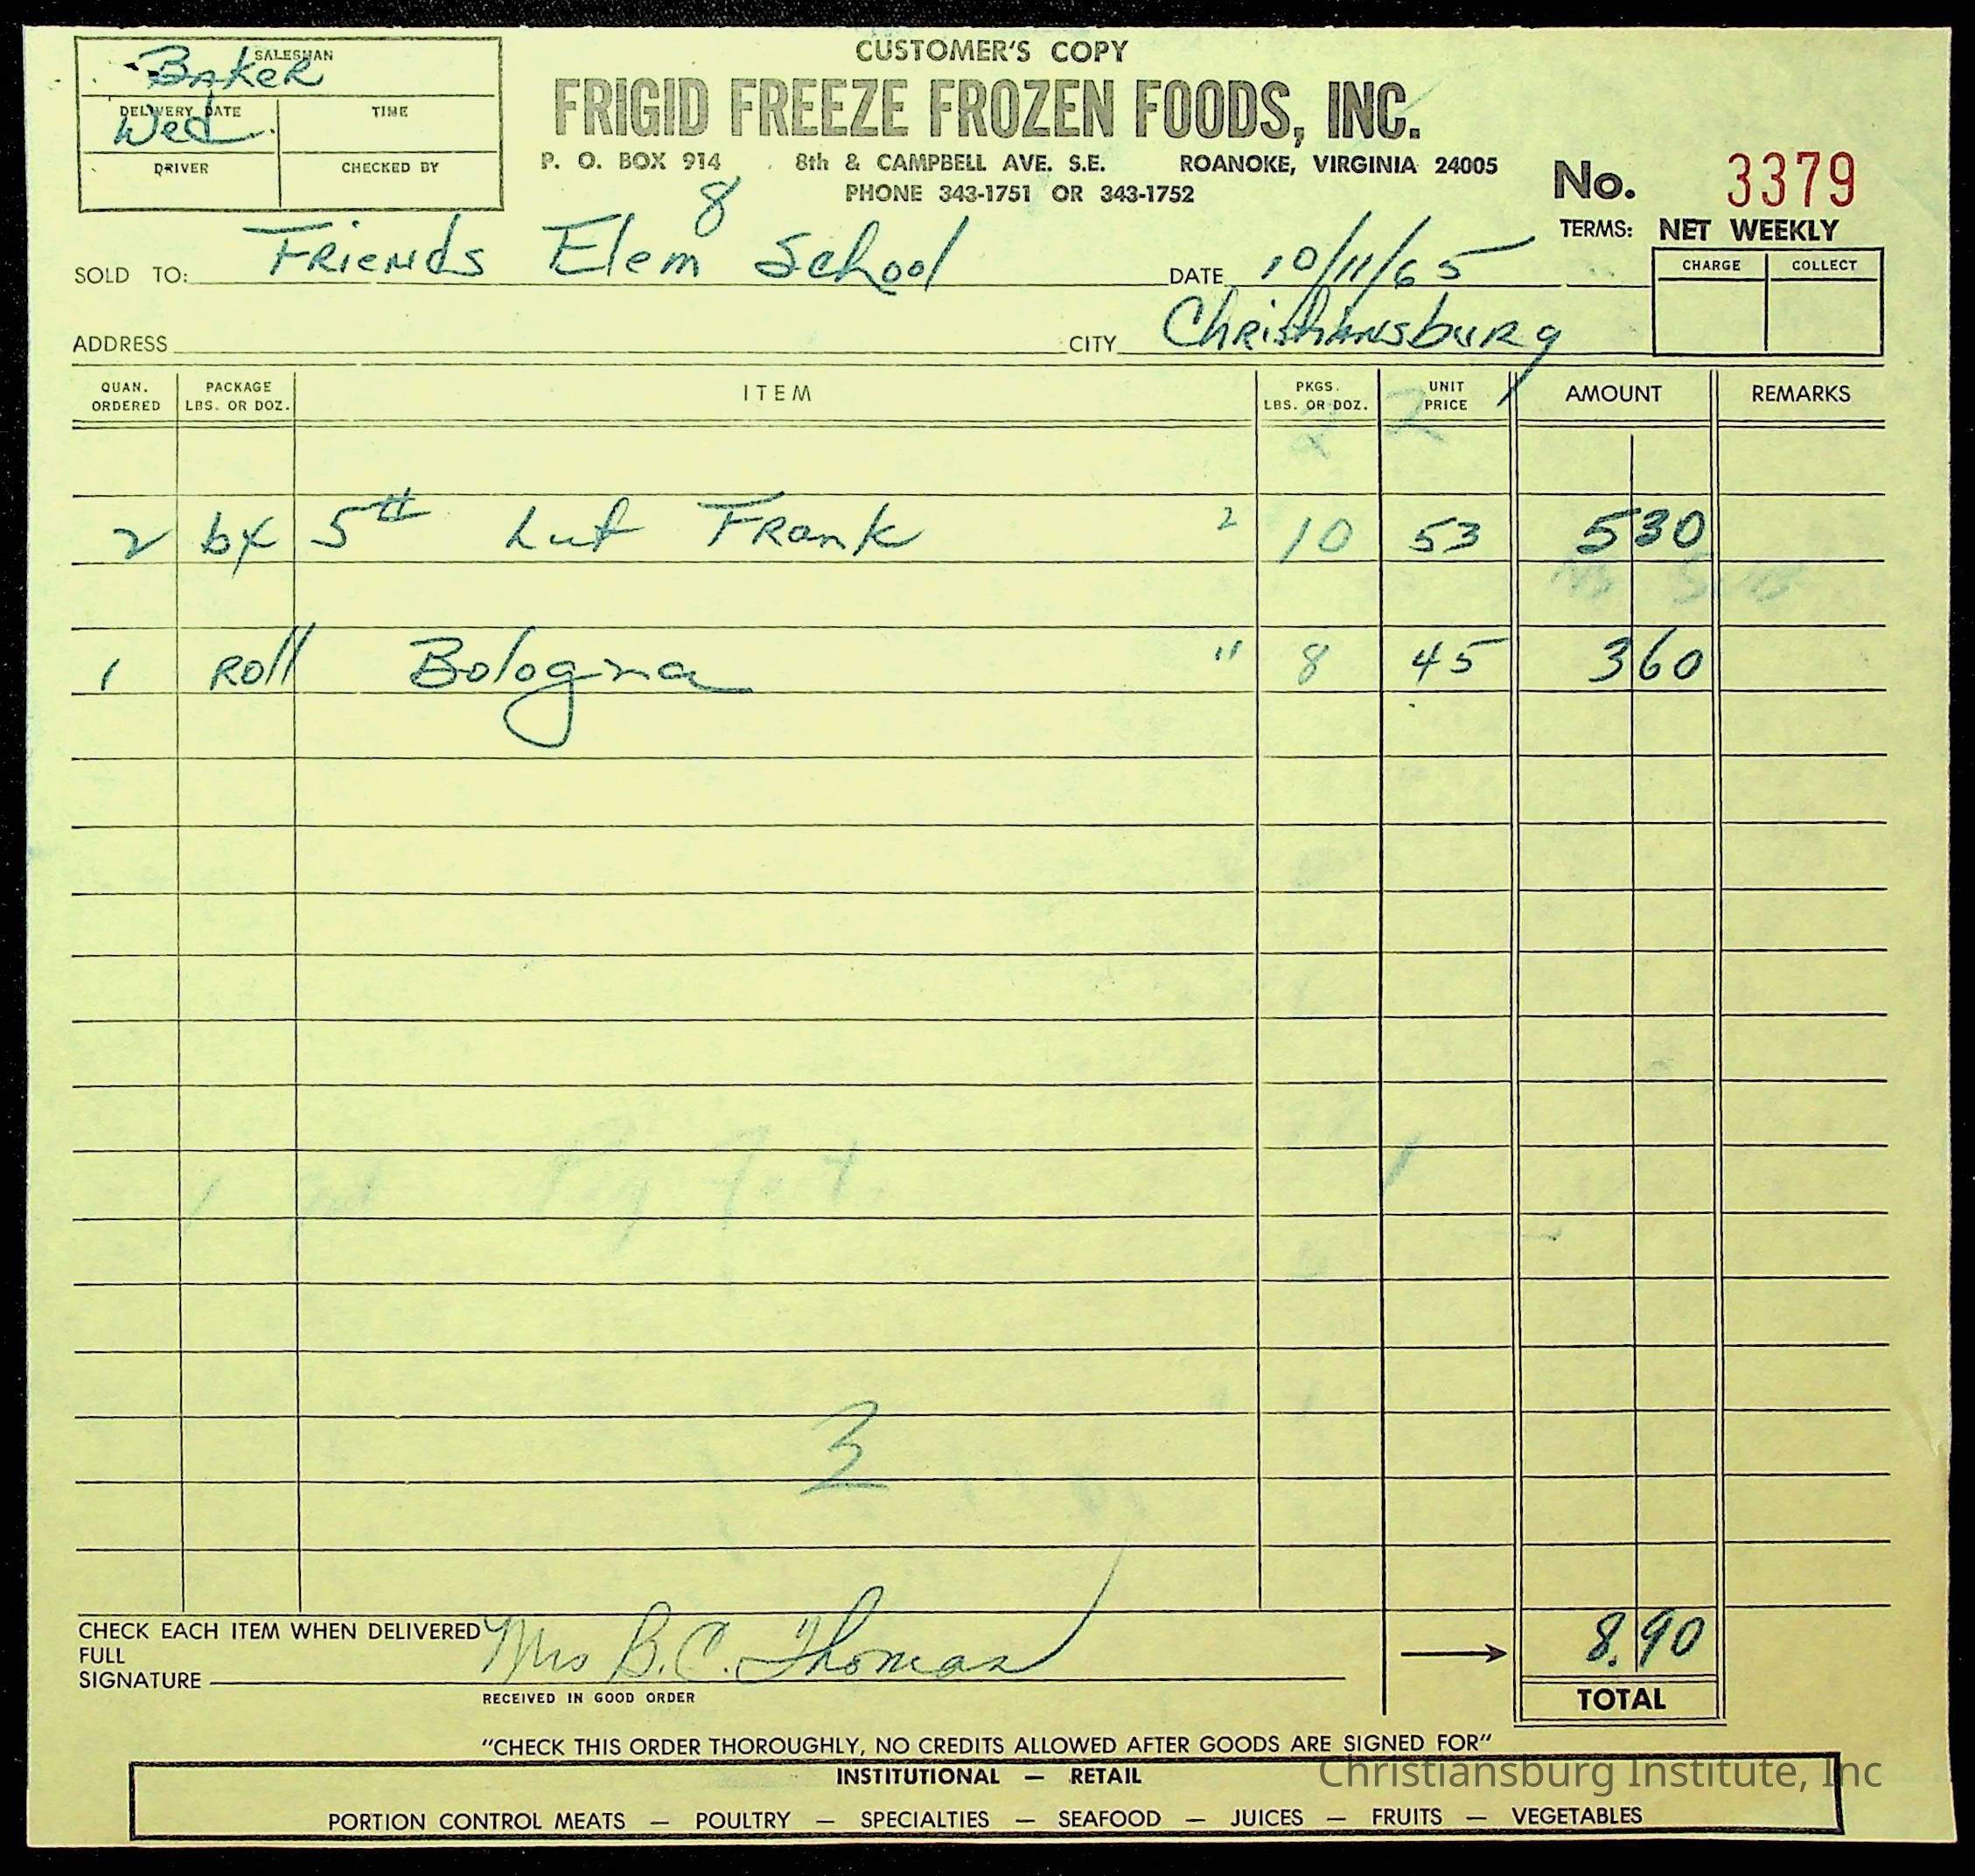 CUSTOMER'S COPY
SALESMAN
Baker
DELIVERY DATE TIME
Wed.
DRIVER CHECKED BY
FRIGID FREEZE FROZEN FOODS, INC.
P. O. BOX 914 8th & CAMPBELL AVE. S.E. ROANOKE, VIRGINIA 24005
PHONE 343-1751 OR 343-1752
No. 3379
TERMS: NET WEEKLY
CHARGE COLLECT
8
SOLD TO: Friends Elem School DATE 10/11/65
ADDRESS CITY Christiansburg
QUAN. ORDERED PACKAGE LBS. OR DOZ. ITEM PKGS. LBS. OR DOZ. UNIT PRICE AMOUNT REMARKS
2 bx 5# Frank 2 10 53 530
1 Roll Bologna " 8 45 360
3
CHECK EACH ITEM WHEN DELIVERED
FULL
SIGNATURE Mrs B.C. Thomas
RECEIVED IN GOOD ORDER
8.90
TOTAL
"CHECK THIS ORDER THOROUGHLY, NO CREDITS ALLOWED AFTER GOODS ARE SIGNED FOR"
INSTITUTIONAL — RETAIL
PORTION CONTROL MEATS — POULTRY — SPECIALTIES — SEAFOOD — JUICES — FRUITS — VEGETABLES
Christiansburg Institute, Inc